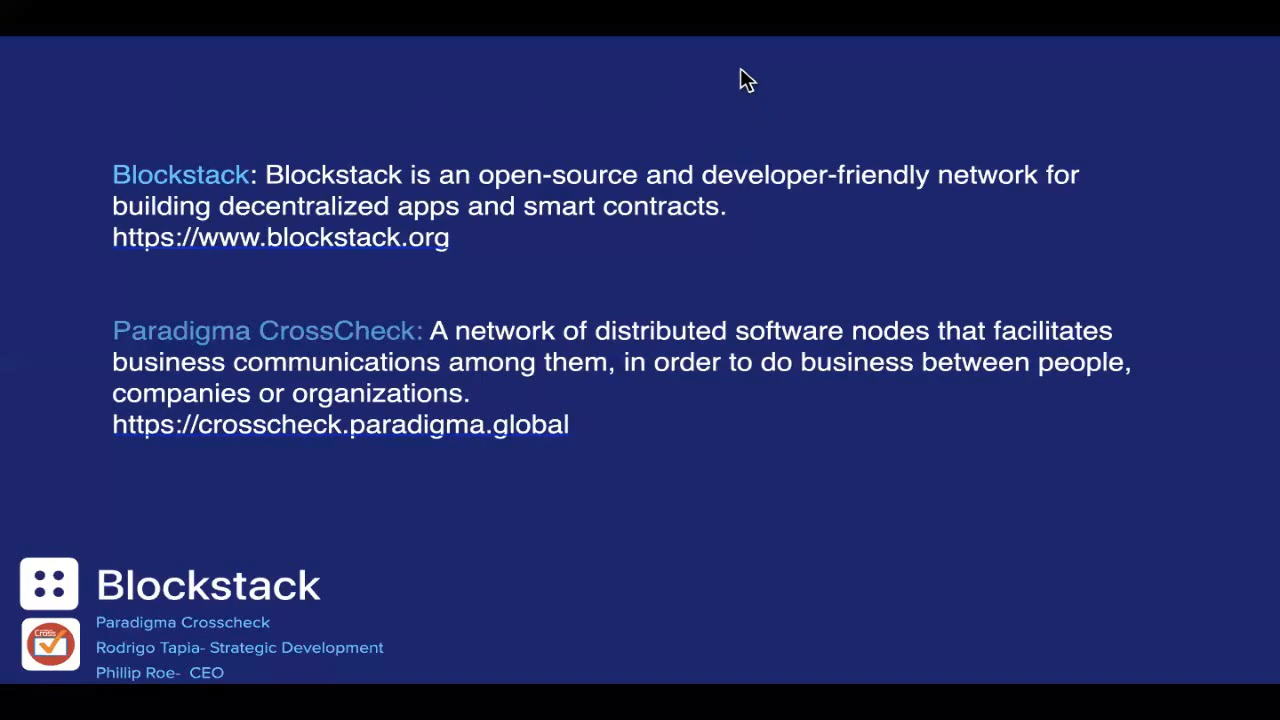 Blockstack: Blockstack is an open-source and developer-friendly network for
building decentralized apps and smart contracts.
https://www.blockstack.org
Paradigma CrossCheck: A network of distributed software nodes that facilitates
business communications among them, in order to do business between people,
companies or organizations.
https://crosscheck.paradigma.global
Blockstack
Cross
Paradigma Crosscheck
Rodrigo Tapia- Strategic Development
Phillip Roe-  CEO